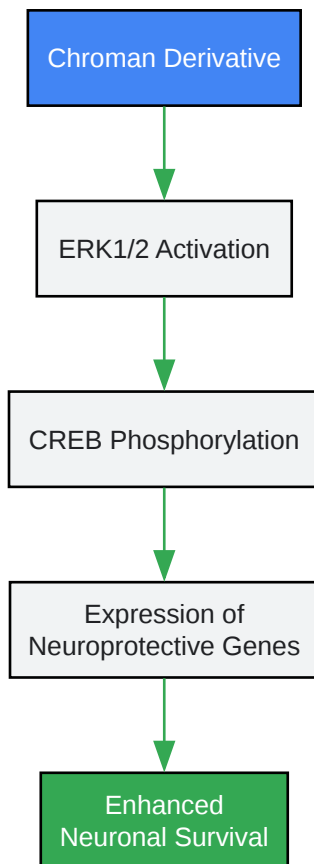 Chroman Derivative
ERK1/2 Activation
CREB Phosphorylation
Expression of
Neuroprotective Genes
Enhanced
Neuronal Survival